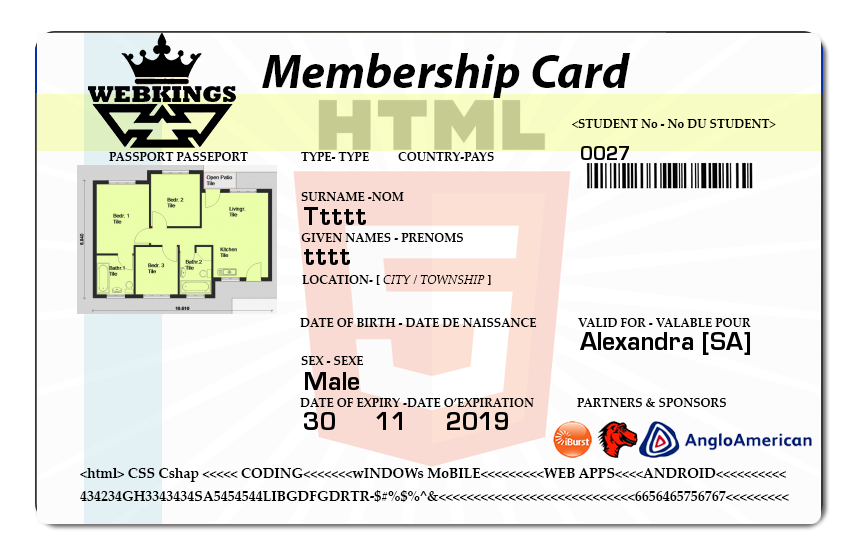 Membership Card
WEBKINGS
HTML
<STUDENT No - No DU STUDENT>
0027
PASSPORT PASSEPORT
TYPE- TYPE COUNTRY-PAYS
Open Patio
Tile
Bedr. 2
Tile
Bedr. 1
Tile
Livingr.
Tile
Kitchen
Tile
Bathr.1
Tile
Bedr. 3
Tile
Bathr.2
Tile
SURNAME -NOM
Ttttt
GIVEN NAMES - PRENOMS
tttt
LOCATION- [ CITY / TOWNSHIP ]
DATE OF BIRTH - DATE DE NAISSANCE
VALID FOR - VALABLE POUR
Alexandra [SA]
SEX - SEXE
Male
DATE OF EXPIRY -DATE O’EXPIRATION
30 11 2019
PARTNERS & SPONSORS
iBurst
AngloAmerican
<html> CSS Cshap <<<<< CODING<<<<<<<wINDOWs MoBILE<<<<<<<<<WEB APPS<<<<ANDROID<<<<<<<<<<
434234GH3343434SA5454544LIBGDFGDRTR-$#%$%^&<<<<<<<<<<<<<<<<<<<<<<<<<<<<6656465756767<<<<<<<<<